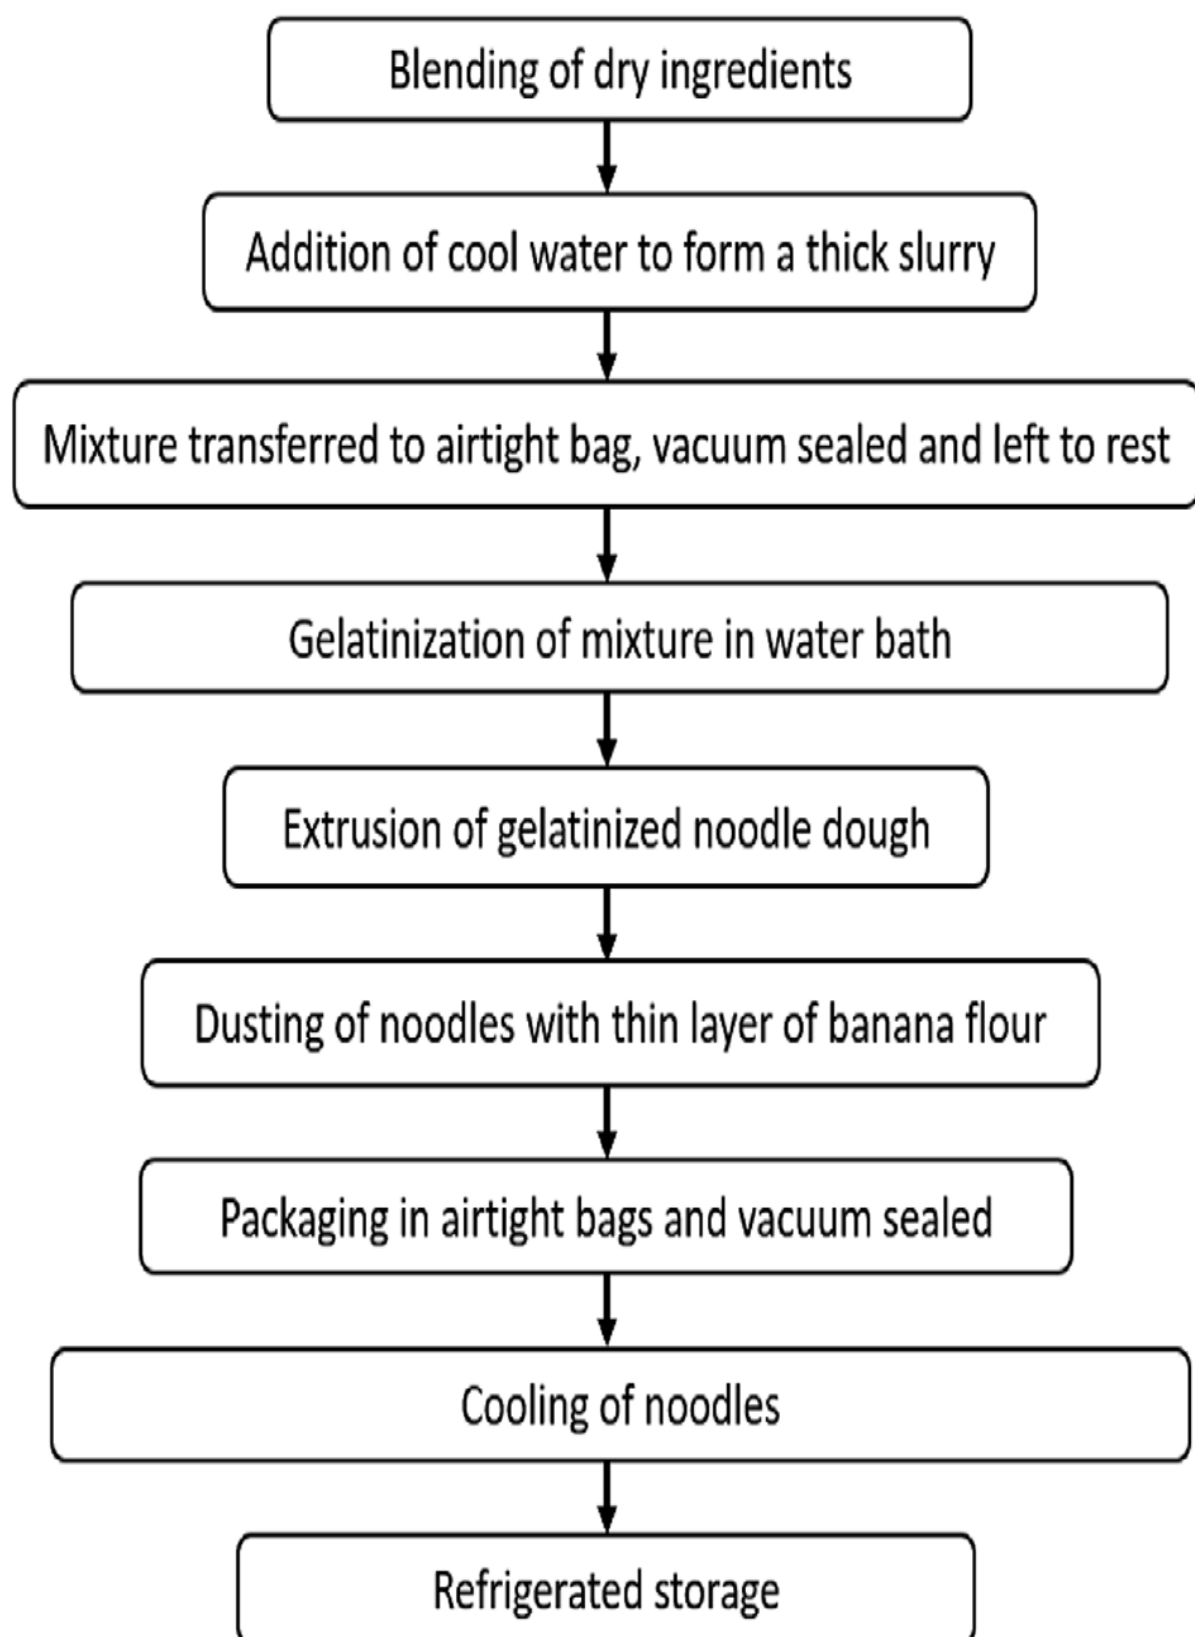 Blending of dry ingredients
Addition of cool water to form a thick slurry
Mixture transferred to airtight bag, vacuum sealed and left to rest
Gelatinization of mixture in water bath
Extrusion of gelatinized noodle dough
Dusting of noodles with thin layer of banana flour
Packaging in airtight bags and vacuum sealed
Cooling of noodles
Refrigerated storage